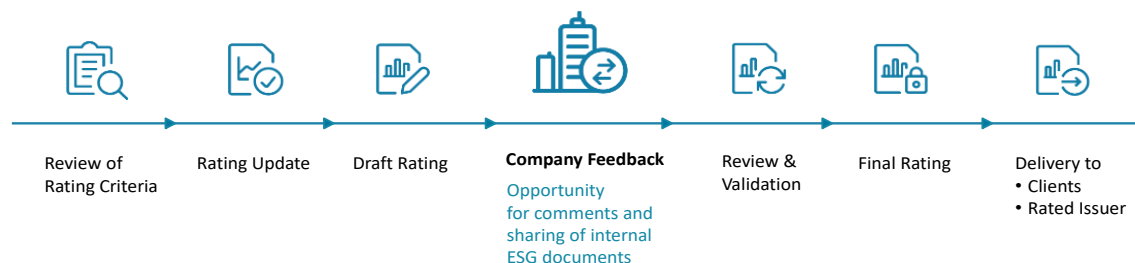 Review of
Rating Criteria
Rating Update
Draft Rating
Company Feedback
Opportunity
for comments and
sharing of internal
ESG documents
Review &
Validation
Final Rating
Delivery to
• Clients
• Rated Issuer